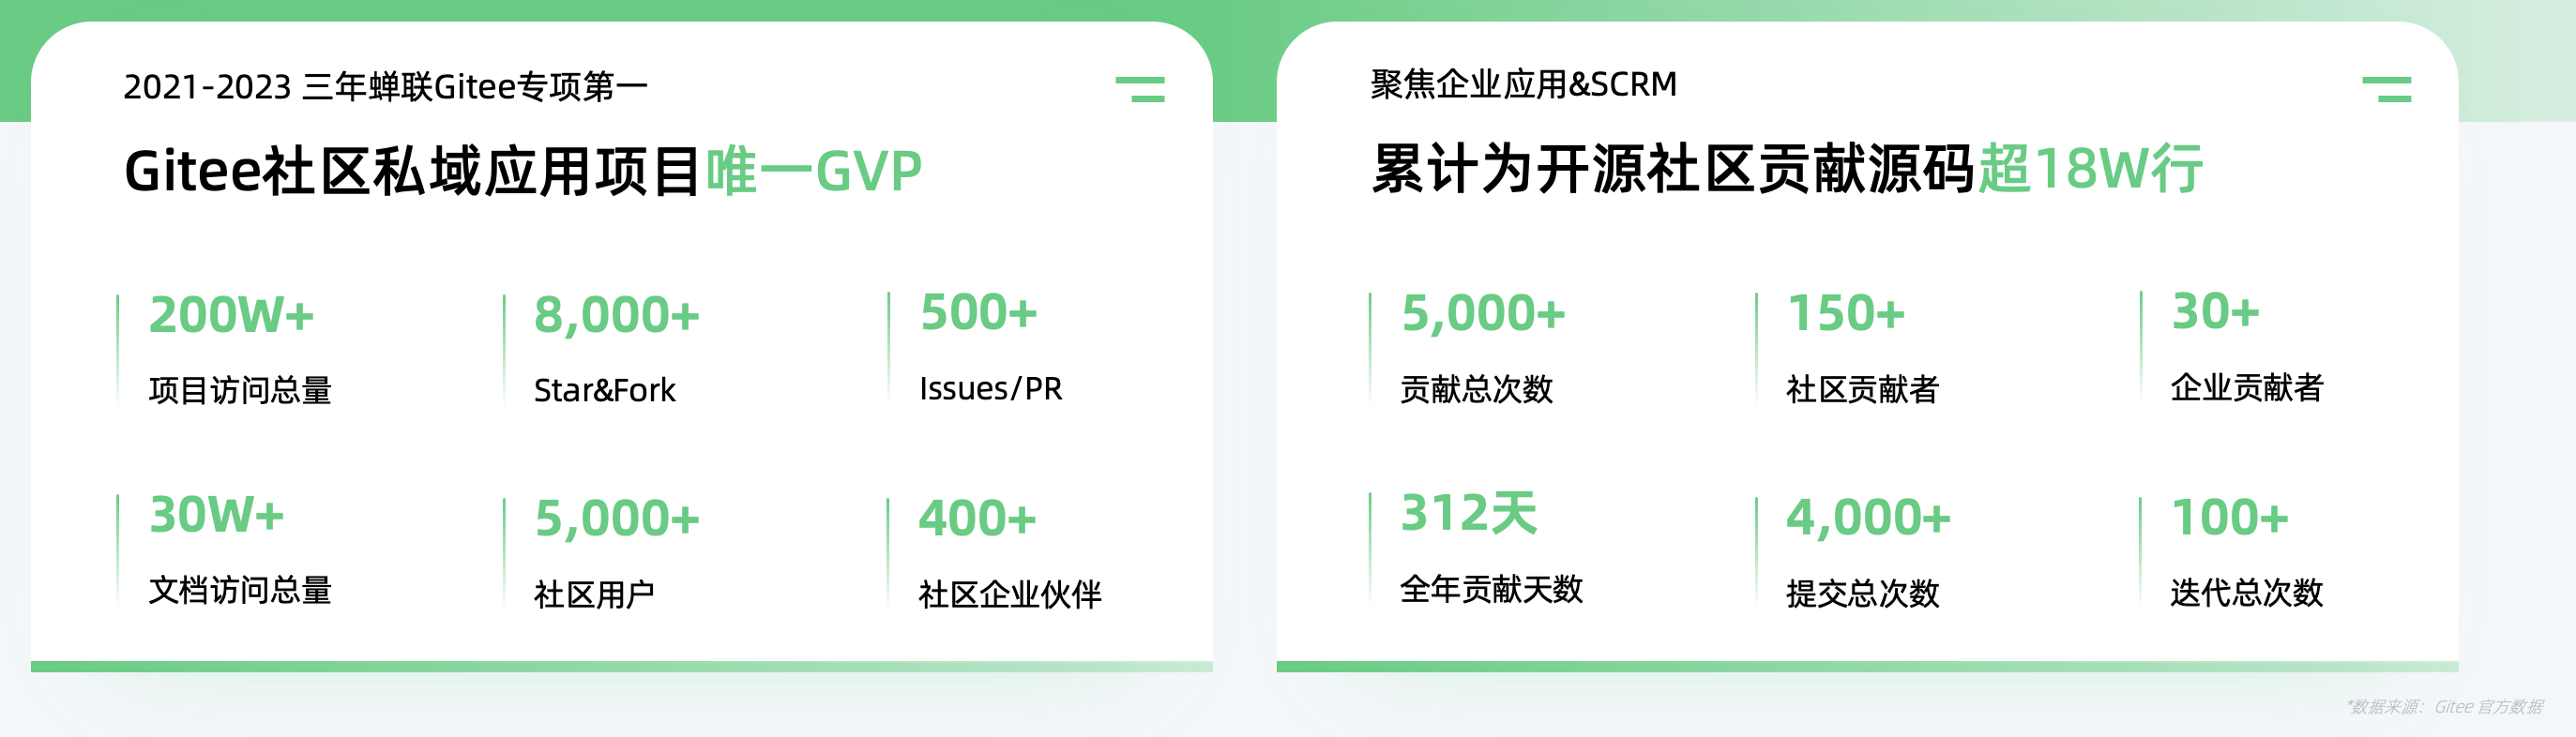 2021-2023 三年蝉联Gitee专项第一
Gitee社区私域应用项目唯一GVP
200W+
8,000+
500+
项目访问总量
Star&Fork
Issues/PR
30W+
5,000+
400+
文档访问总量
社区用户
社区企业伙伴
聚焦企业应用&SCRM
累计为开源社区贡献源码超18W行
5,000+
150+
30+
贡献总次数
社区贡献者
企业贡献者
312天
4,000+
100+
全年贡献天数
提交总次数
迭代总次数
*数据来源：Gitee 官方数据